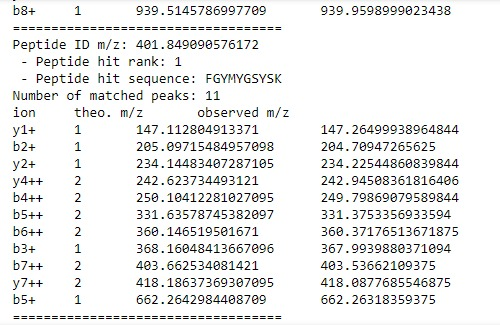 b8+ 1 939.5145786997709 939.9598999023438
===================================
Peptide ID m/z: 401.849090576172
- Peptide hit rank: 1
- Peptide hit sequence: FGYMYGSYSK
Number of matched peaks: 11
ion theo. m/z observed m/z
y1+ 1 147.112804913371 147.26499938964844
b2+ 1 205.09715484957098 204.70947265625
y2+ 1 234.14483407287105 234.22544860839844
y4++ 2 242.623734493121 242.94508361816406
b4++ 2 250.10412281027095 249.79869079589844
b5++ 2 331.63578745382097 331.3753356933594
b6++ 2 360.146519501671 360.37176513671875
b3+ 1 368.16048413667096 367.9939880371094
b7++ 2 403.662534081421 403.53662109375
y7++ 2 418.18637369307095 418.0877685546875
b5+ 1 662.2642984408709 662.26318359375
===================================